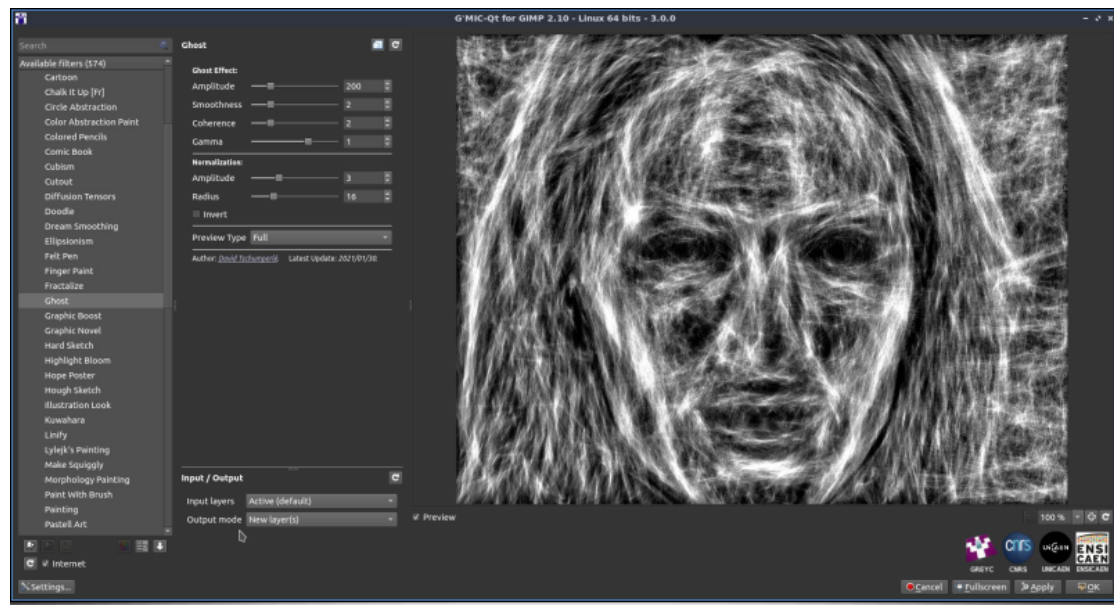 G'MIC-Qt for GIMP 2.10 - Linux 64 bits - 3.0.0
Search
Available filters (574)
Cartoon
Chalk It Up [Fr]
Circle Abstraction
Color Abstraction Paint
Colored Pencils
Comic Book
Cubism
Cutout
Diffusion Tensors
Doodle
Dream Smoothing
Ellipsionism
Felt Pen
Finger Paint
Fractalize
Ghost
Graphic Boost
Graphic Novel
Hard Sketch
Highlight Bloom
Hope Poster
Hough Sketch
Illustration Look
Kuwahara
Linify
Lylejk's Painting
Make Squiggly
Morphology Painting
Paint With Brush
Painting
Pastell Art
Internet
Settings...
Ghost
Ghost Effect:
Amplitude 200
Smoothness 2
Coherence 2
Gamma 1
Normalization:
Amplitude 3
Radius 16
Invert
Preview Type Full
Author: David Tschumperlé. Latest Update: 2021/01/30.
Input / Output
Input layers Active (default)
Output mode New layer(s)
Preview
100 %
GREYC
CNRS
CNRS
UNICAEN
UNICAEN
ENSI
CAEN
ENSICAEN
Cancel
Fullscreen
Apply
OK